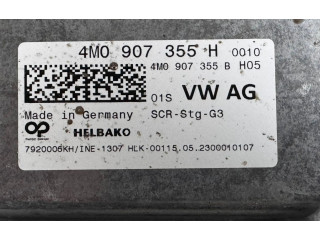 4M0 907 355 H 0010
4M0 907 355 B H05
01S VW AG
Made in Germany SCR-Stg-G3
HELBAKO
7920006KH/INE-1307 HLK-00115.05.2300010107